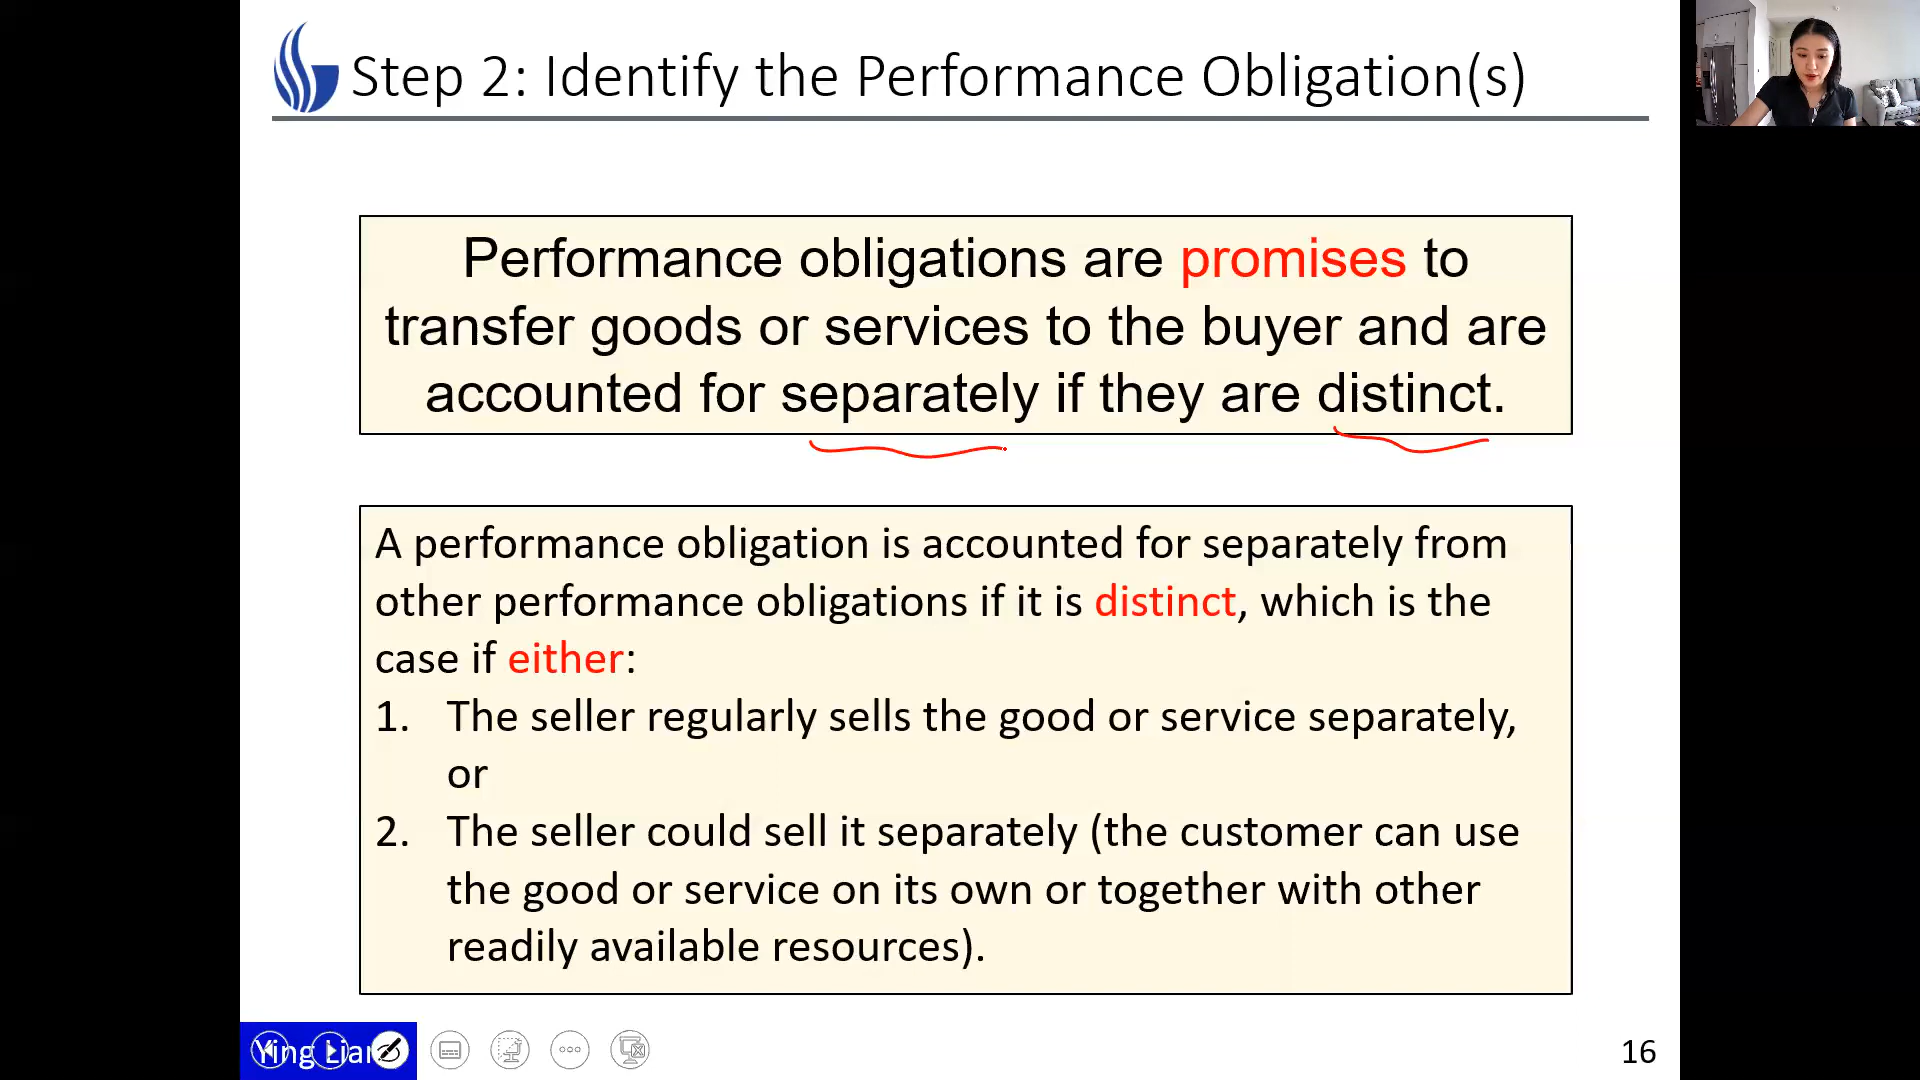 Step 2: Identify the Performance Obligation(s)
Performance obligations are promises to
transfer goods or services to the buyer and are
accounted for separately if they are distinct.
A performance obligation is accounted for separately from
other performance obligations if it is distinct, which is the
case if either:
1. The seller regularly sells the good or service separately,
or
2. The seller could sell it separately (the customer can use
the good or service on its own or together with other
readily available resources).
Ying
16